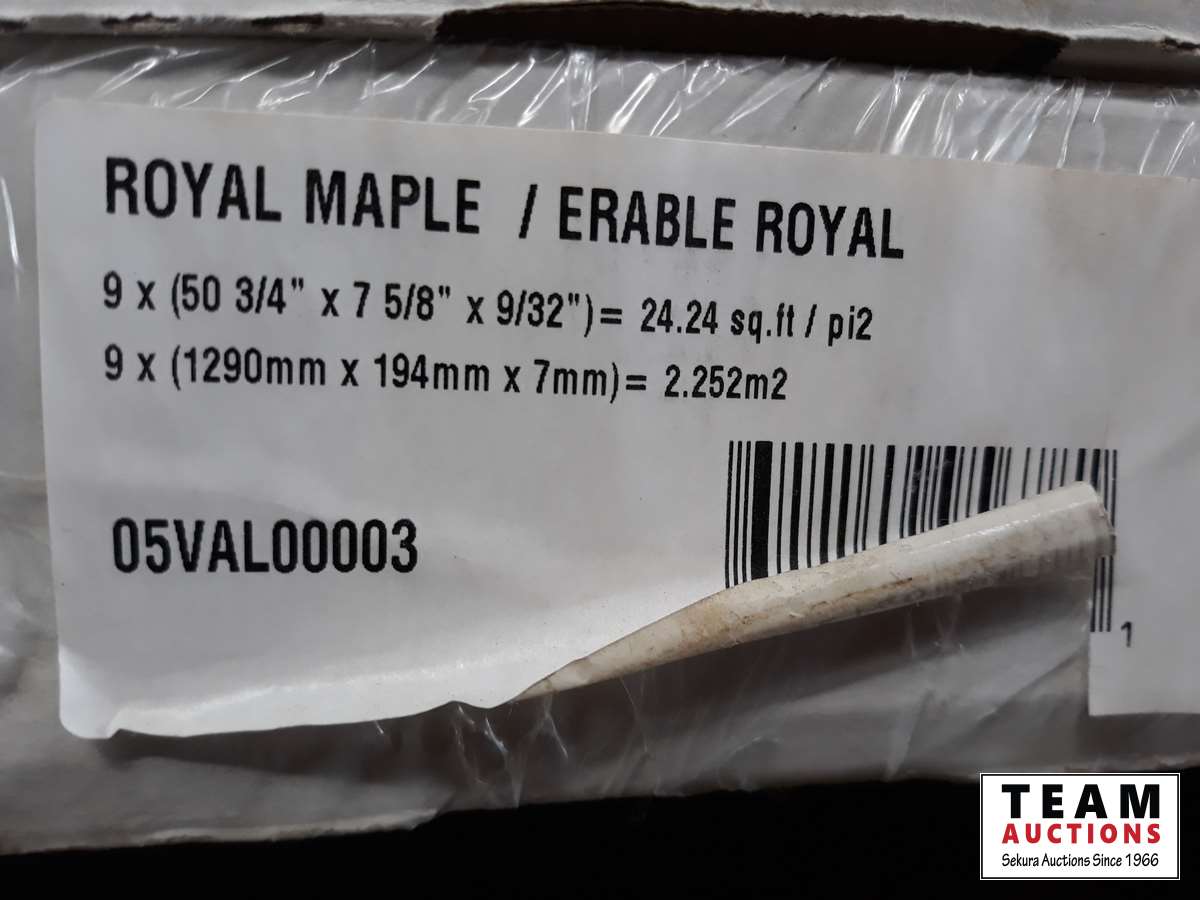 ROYAL MAPLE / ERABLE ROYAL
9 x (50 3/4" x 7 5/8" x 9/32")= 24.24 sq.ft / pi2
9 x (1290mm x 194mm x 7mm)= 2.252m2
05VAL00003
1
TEAM
AUCTIONS
Sekura Auctions Since 1966